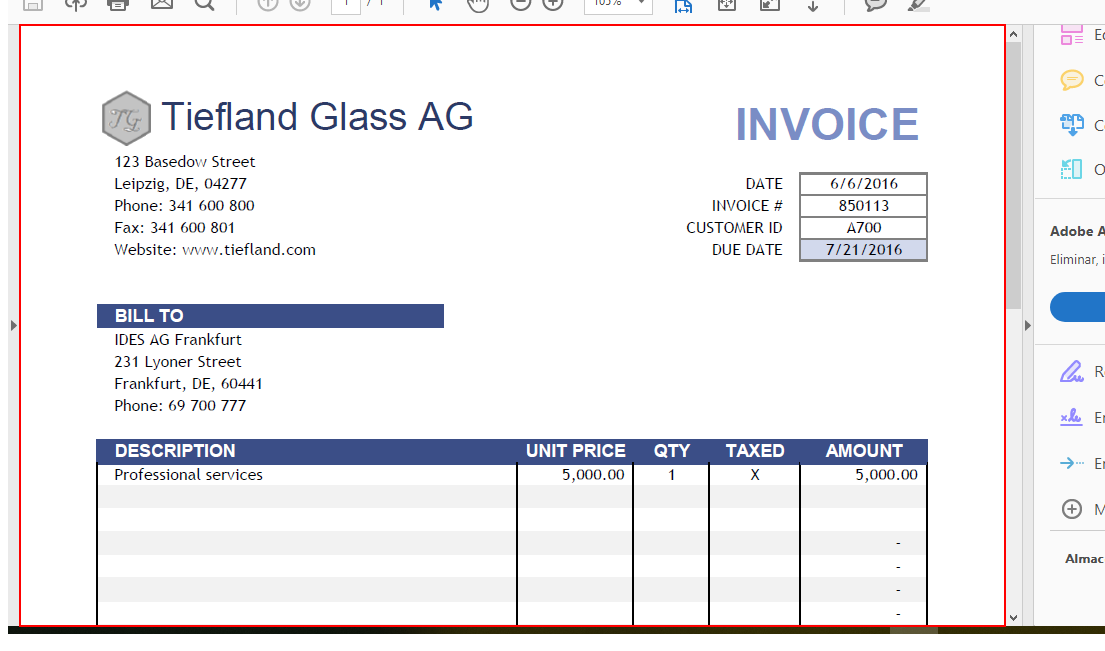 1 / 1
105%
TG Tiefland Glass AG
INVOICE
123 Basedow Street
Leipzig, DE, 04277
Phone: 341 600 800
Fax: 341 600 801
Website: www.tiefland.com
DATE 6/6/2016
INVOICE # 850113
CUSTOMER ID A700
DUE DATE 7/21/2016
BILL TO
IDES AG Frankfurt
231 Lyoner Street
Frankfurt, DE, 60441
Phone: 69 700 777
DESCRIPTION UNIT PRICE QTY TAXED AMOUNT
Professional services 5,000.00 1 X 5,000.00
-
-
-
-
Adobe A
Eliminar, i
Almac